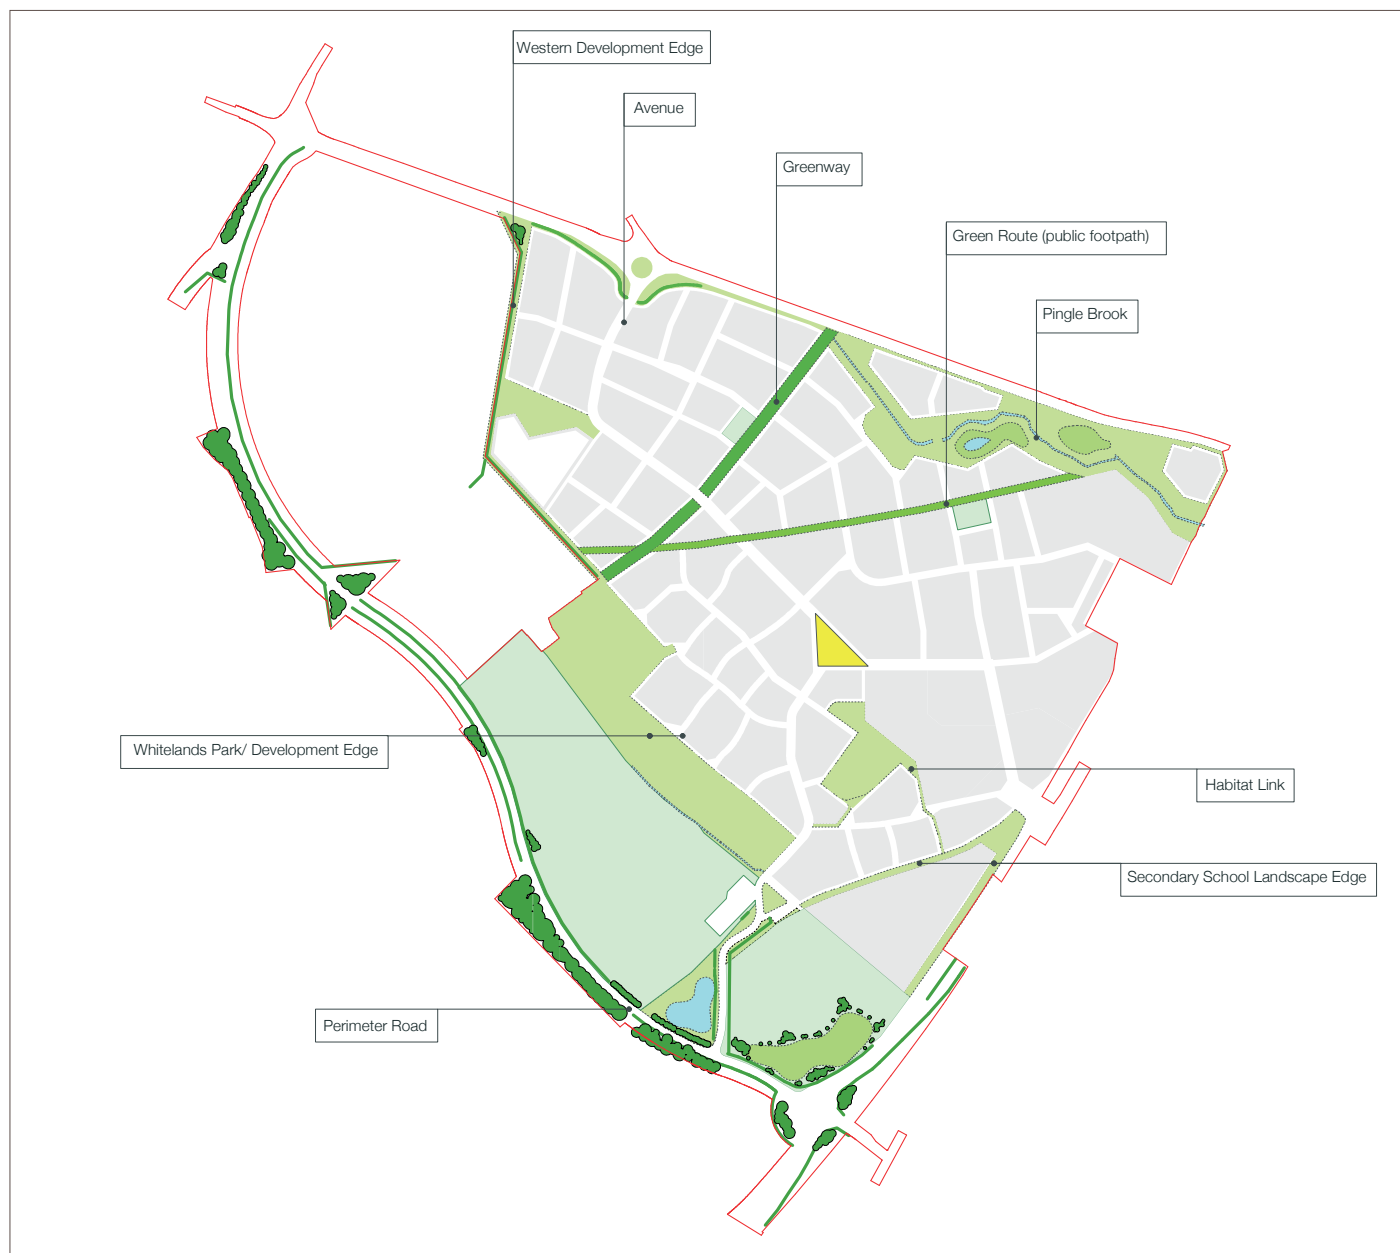 Western Development Edge
Avenue
Greenway
Green Route (public footpath)
Pingle Brook
Whitelands Park/ Development Edge
Habitat Link
Secondary School Landscape Edge
Perimeter Road